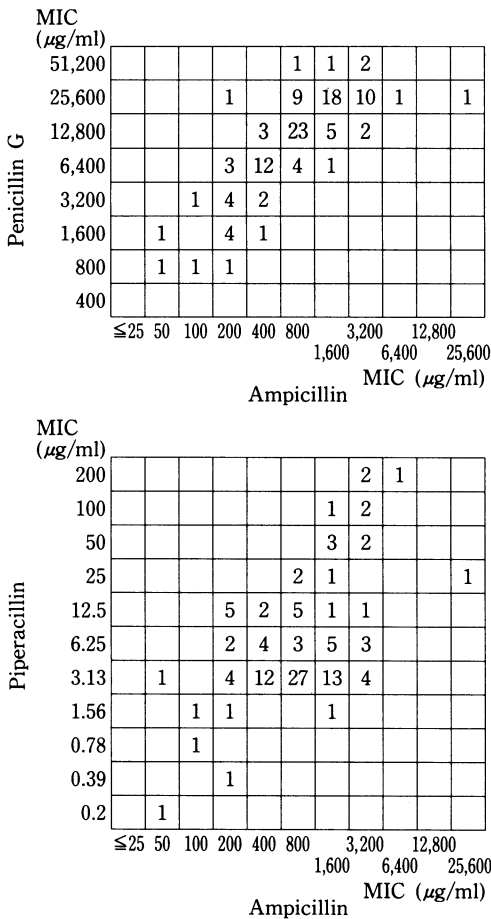 MIC
(μg/ml)
51,200 1 1 2
25,600 1 9 18 10 1 1
12,800 3 23 5 2
6,400 3 12 4 1
3,200 1 4 2
1,600 1 4 1
800 1 1 1
400
Penicillin G
≦25 50 100 200 400 800 3,200 12,800
1,600 6,400 25,600
MIC (μg/ml)
Ampicillin
MIC
(μg/ml)
200 2 1
100 1 2
50 3 2
25 2 1 1
12.5 5 2 5 1 1
6.25 2 4 3 5 3
3.13 1 4 12 27 13 4
1.56 1 1 1
0.78 1
0.39 1
0.2 1
Piperacillin
≦25 50 100 200 400 800 3,200 12,800
1,600 6,400 25,600
MIC (μg/ml)
Ampicillin